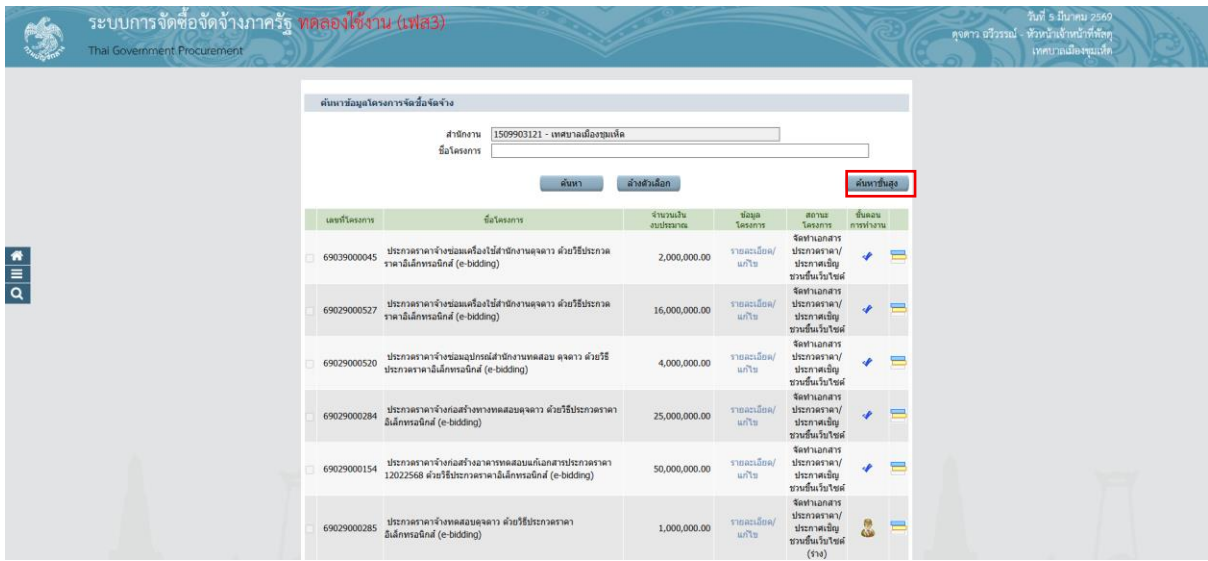 ระบบการจัดซื้อจัดจ้างภาครัฐ ทดลองใช้งาน (เฟส3)
Thai Government Procurement
วันที่ 5 มีนาคม 2569
ดุจดาว ฉวีวรรณ์ - หัวหน้าเจ้าหน้าที่พัสดุ
เทศบาลเมืองชุมเห็ด
ค้นหาข้อมูลโครงการจัดซื้อจัดจ้าง
สำนักงาน 1509903121 - เทศบาลเมืองชุมเห็ด
ชื่อโครงการ
ค้นหา ล้างตัวเลือก ค้นหาขั้นสูง
เลขที่โครงการ ชื่อโครงการ จำนวนเงิน ข้อมูล สถานะ ขั้นตอน
งบประมาณ โครงการ โครงการ การทำงาน
69039000045 ประกวดราคาจ้างซ่อมเครื่องใช้สำนักงานดุจดาว ด้วยวิธีประกวด
ราคาอิเล็กทรอนิกส์ (e-bidding)
2,000,000.00
รายละเอียด/
แก้ไข
จัดทำเอกสาร
ประกวดราคา/
ประกาศเชิญ
ชวนขึ้นเว็บไซต์
69029000527 ประกวดราคาจ้างซ่อมเครื่องใช้สำนักงานดุจดาว ด้วยวิธีประกวด
ราคาอิเล็กทรอนิกส์ (e-bidding)
16,000,000.00
รายละเอียด/
แก้ไข
จัดทำเอกสาร
ประกวดราคา/
ประกาศเชิญ
ชวนขึ้นเว็บไซต์
69029000520 ประกวดราคาจ้างซ่อมอุปกรณ์สำนักงานทดสอบ ดุจดาว ด้วยวิธี
ประกวดราคาอิเล็กทรอนิกส์ (e-bidding)
4,000,000.00
รายละเอียด/
แก้ไข
จัดทำเอกสาร
ประกวดราคา/
ประกาศเชิญ
ชวนขึ้นเว็บไซต์
69029000284 ประกวดราคาจ้างก่อสร้างทางทดสอบดุจดาว ด้วยวิธีประกวดราคา
อิเล็กทรอนิกส์ (e-bidding)
25,000,000.00
รายละเอียด/
แก้ไข
จัดทำเอกสาร
ประกวดราคา/
ประกาศเชิญ
ชวนขึ้นเว็บไซต์
69029000154 ประกวดราคาจ้างก่อสร้างอาคารทดสอบแก้เอกสารประกวดราคา
12022568 ด้วยวิธีประกวดราคาอิเล็กทรอนิกส์ (e-bidding)
50,000,000.00
รายละเอียด/
แก้ไข
จัดทำเอกสาร
ประกวดราคา/
ประกาศเชิญ
ชวนขึ้นเว็บไซต์
69029000285 ประกวดราคาจ้างทดสอบดุจดาว ด้วยวิธีประกวดราคา
อิเล็กทรอนิกส์ (e-bidding)
1,000,000.00
รายละเอียด/
แก้ไข
จัดทำเอกสาร
ประกวดราคา/
ประกาศเชิญ
ชวนขึ้นเว็บไซต์
(ร่าง)